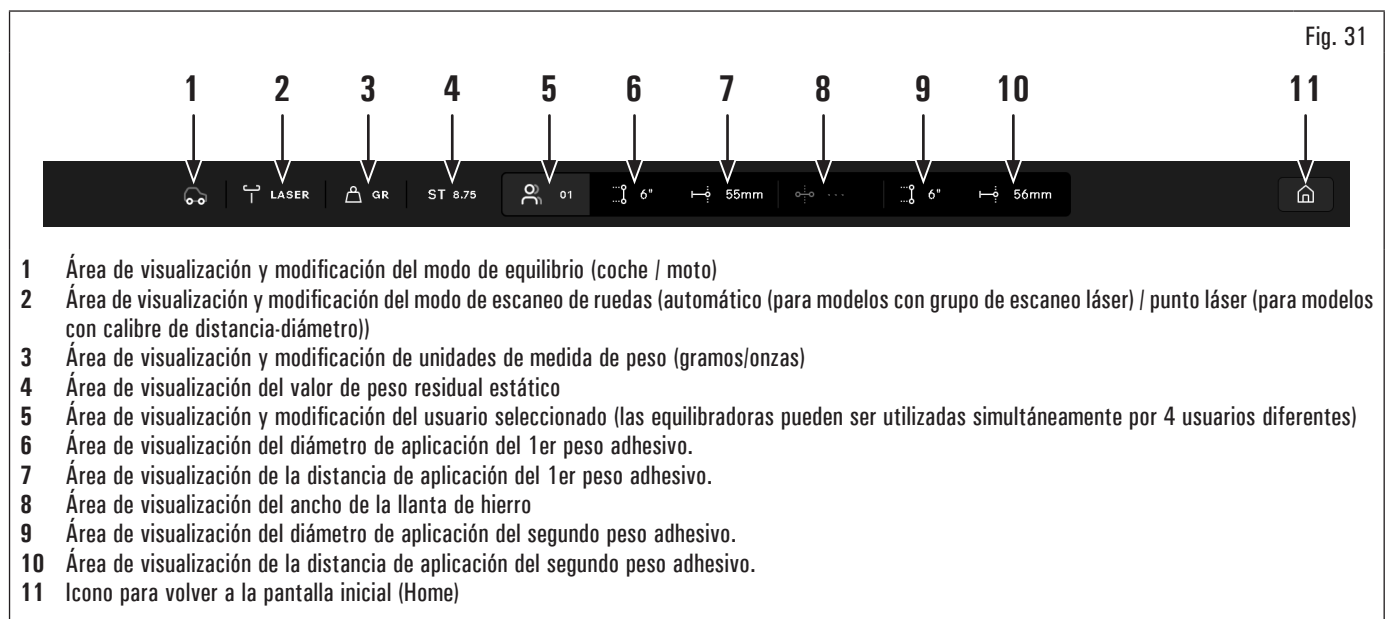 Fig. 31
1 2 3 4 5 6 7 8 9 10 11
LASER GR ST 8.75 01 6" 55mm --- 6" 56mm
1 Área de visualización y modificación del modo de equilibrio (coche / moto)
2 Área de visualización y modificación del modo de escaneo de ruedas (automático (para modelos con grupo de escaneo láser) / punto láser (para modelos
con calibre de distancia-diámetro))
3 Área de visualización y modificación de unidades de medida de peso (gramos/onzas)
4 Área de visualización del valor de peso residual estático
5 Área de visualización y modificación del usuario seleccionado (las equilibradoras pueden ser utilizadas simultáneamente por 4 usuarios diferentes)
6 Área de visualización del diámetro de aplicación del 1er peso adhesivo.
7 Área de visualización de la distancia de aplicación del 1er peso adhesivo.
8 Área de visualización del ancho de la llanta de hierro
9 Área de visualización del diámetro de aplicación del segundo peso adhesivo.
10 Área de visualización de la distancia de aplicación del segundo peso adhesivo.
11 Icono para volver a la pantalla inicial (Home)